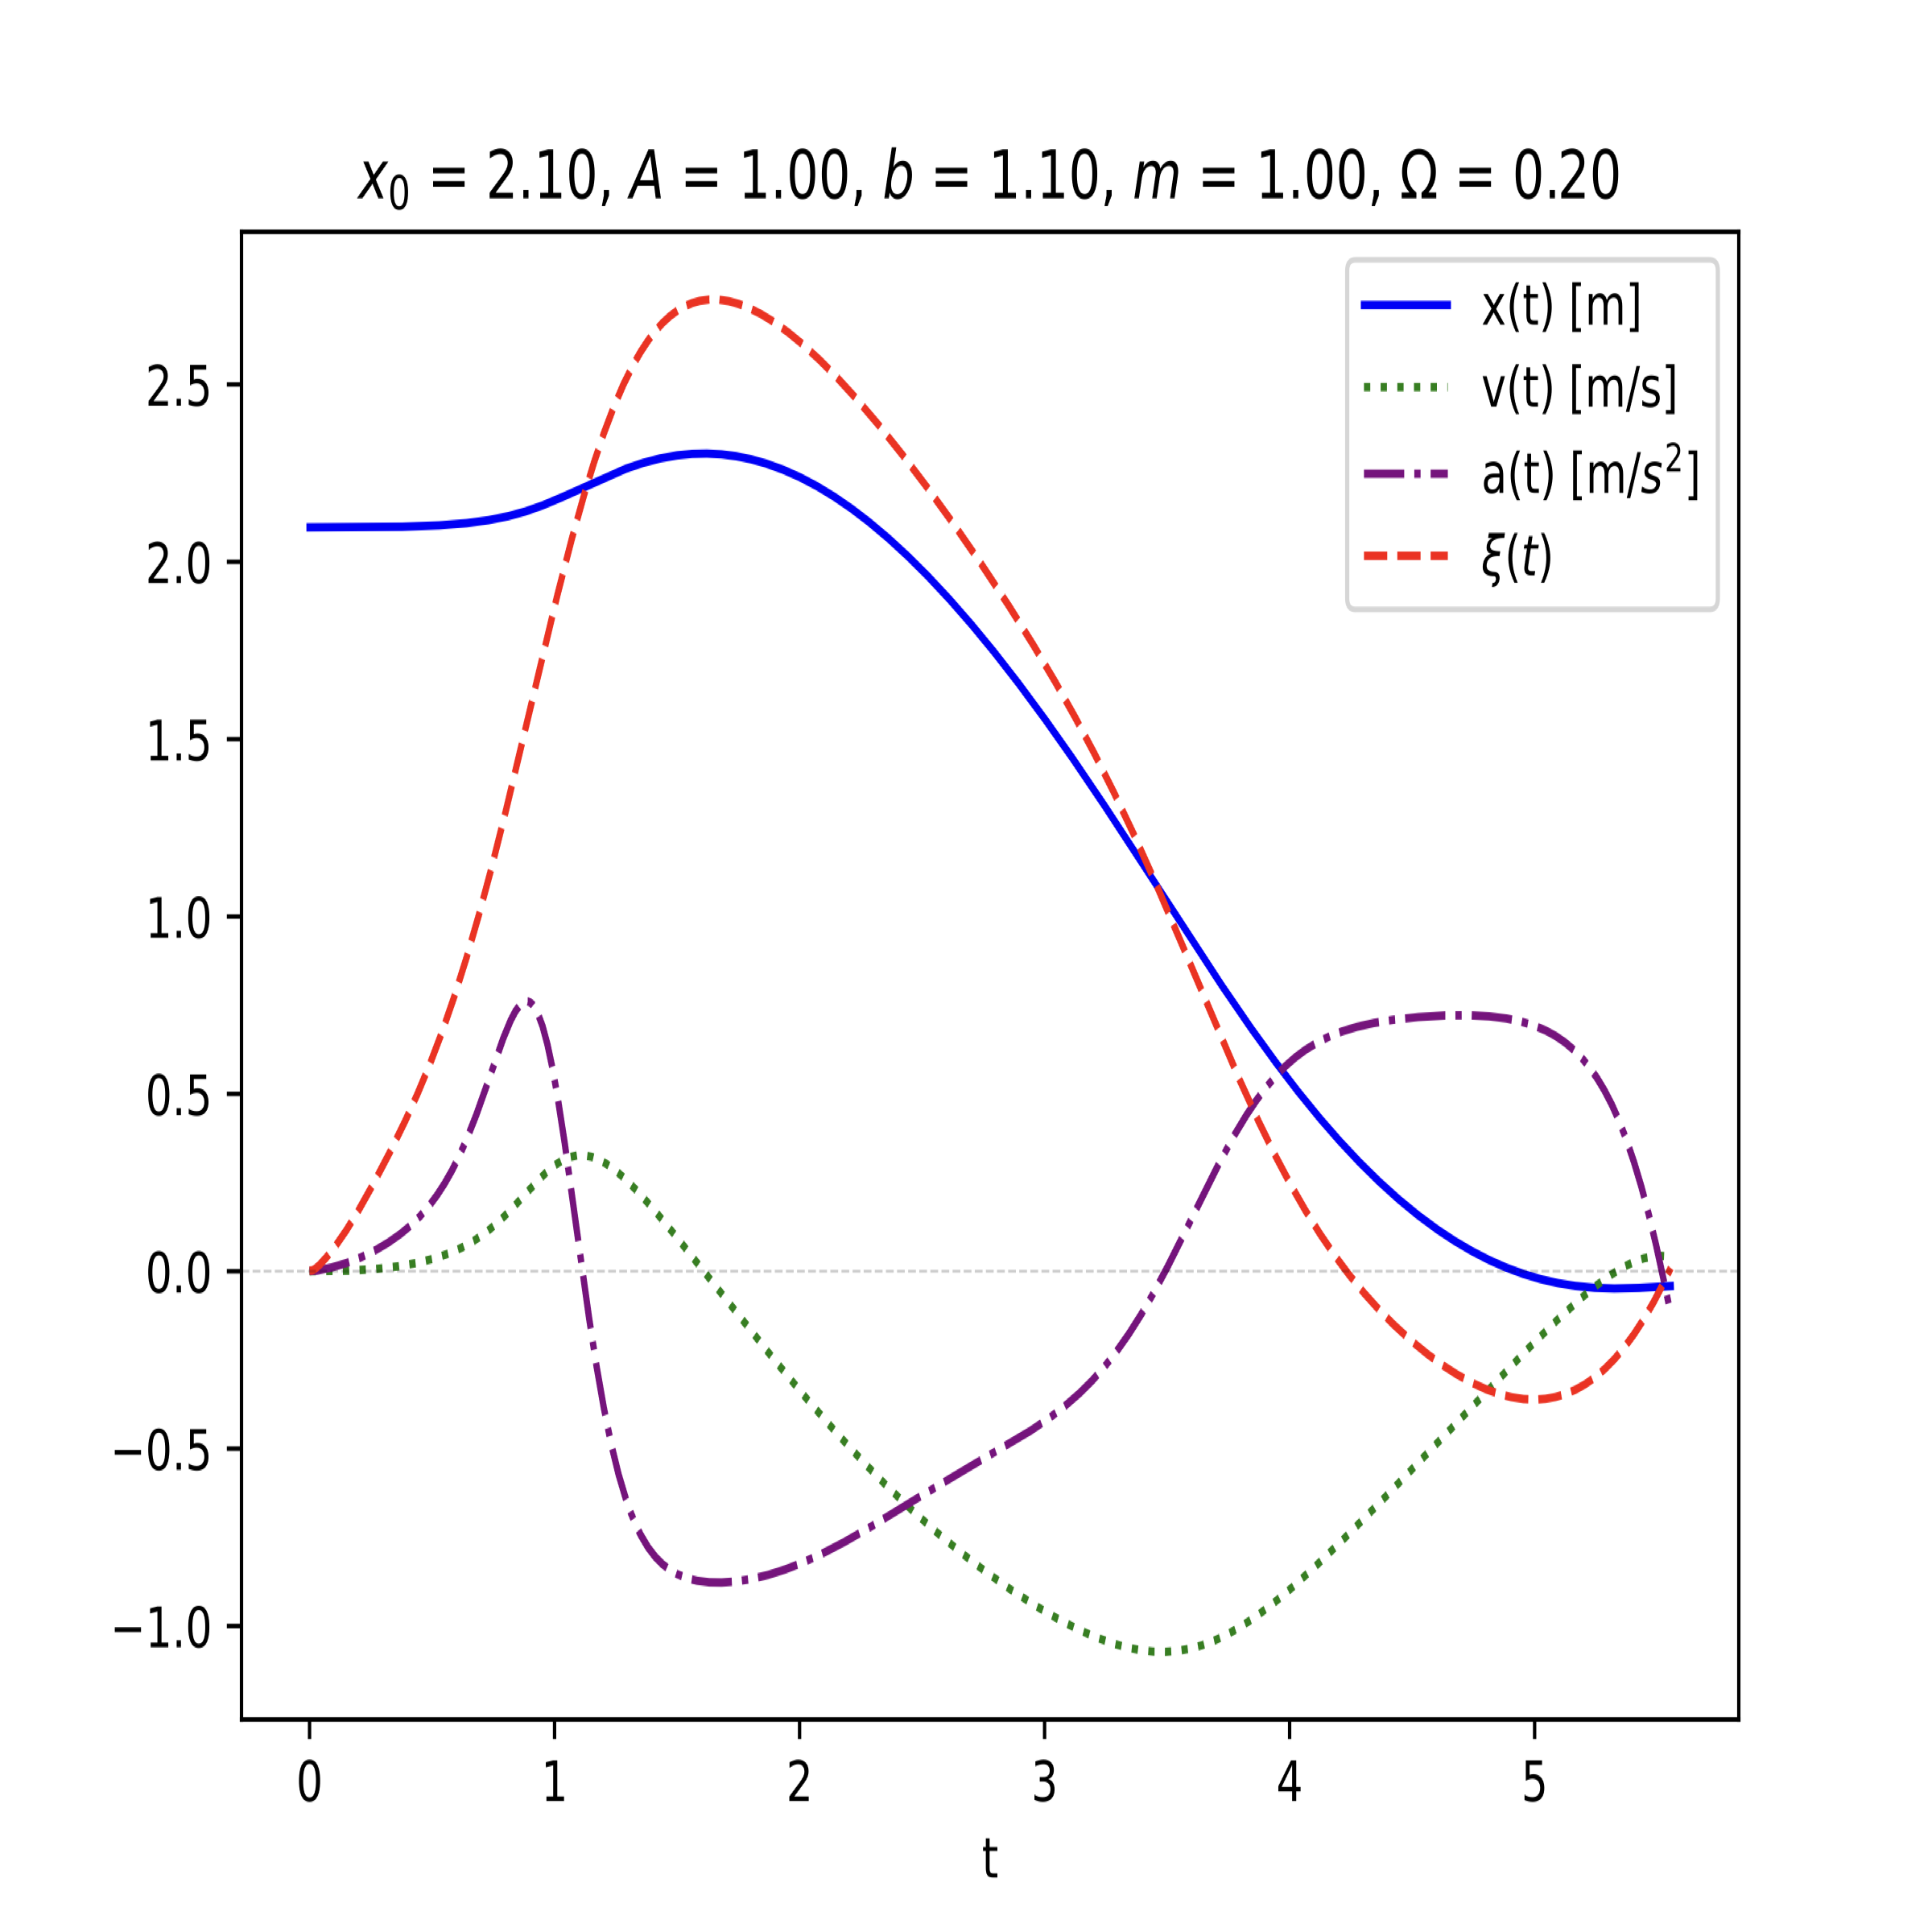 x₀ = 2.10, A = 1.00, b = 1.10, m = 1.00, Ω = 0.20
x(t) [m]
v(t) [m/s]
a(t) [m/s²]
ξ(t)
2.5
2.0
1.5
1.0
0.5
0.0
−0.5
−1.0
0 1 2 3 4 5
t